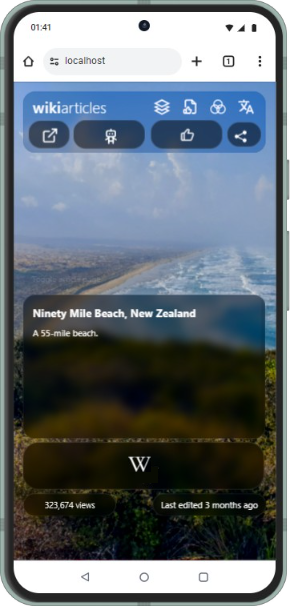 01:41
localhost
1
wikiarticles
Ninety Mile Beach, New Zealand
A 55-mile beach.
W
323,674 views
Last edited 3 months ago